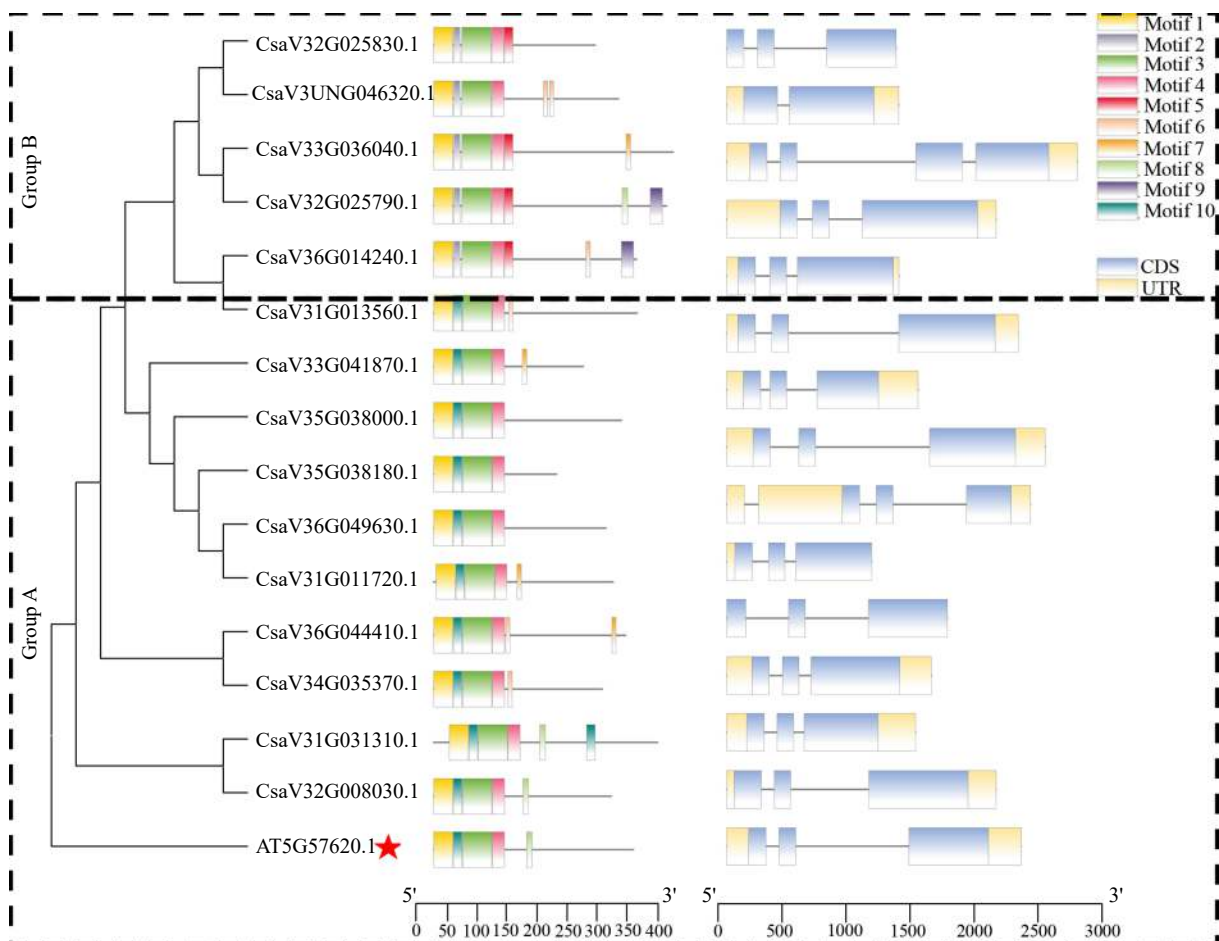 Group B
Group A
CsaV32G025830.1
CsaV3UNG046320.1
CsaV33G036040.1
CsaV32G025790.1
CsaV36G014240.1
CsaV31G013560.1
CsaV33G041870.1
CsaV35G038000.1
CsaV35G038180.1
CsaV36G049630.1
CsaV31G011720.1
CsaV36G044410.1
CsaV34G035370.1
CsaV31G031310.1
CsaV32G008030.1
AT5G57620.1
Motif 1
Motif 2
Motif 3
Motif 4
Motif 5
Motif 6
Motif 7
Motif 8
Motif 9
Motif 10
CDS
UTR
5' 3' 5' 3'
0 50 100 150 200 250 300 350 400 0 500 1000 1500 2000 2500 3000